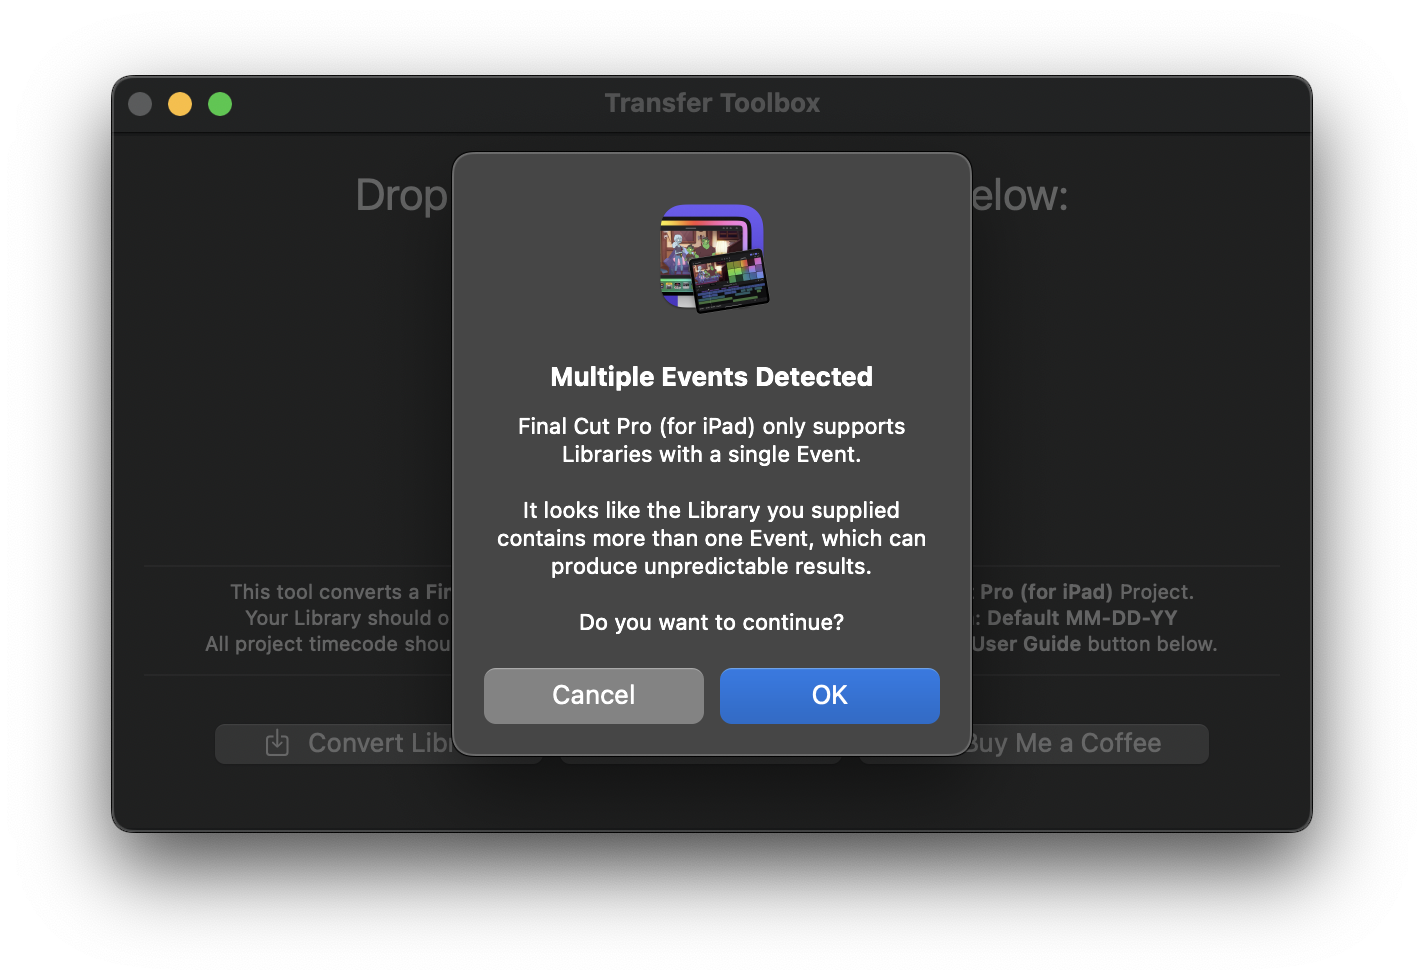 Transfer Toolbox
Drop elow:
Multiple Events Detected
Final Cut Pro (for iPad) only supports
Libraries with a single Event.
It looks like the Library you supplied
contains more than one Event, which can
produce unpredictable results.
Do you want to continue?
Cancel
OK
This tool converts a Fin Pro (for iPad) Project.
Your Library should o : Default MM-DD-YY
All project timecode shou User Guide button below.
Convert Libr
Buy Me a Coffee